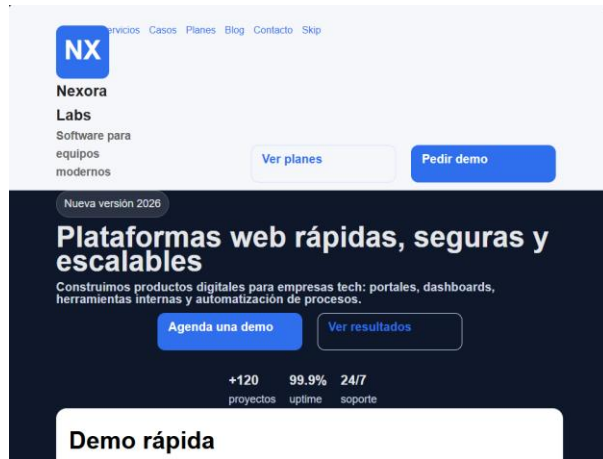 NX
Casos Planes Blog Contacto Skip
Nexora
Labs
Software para
equipos
modernos
Ver planes
Pedir demo
Nueva versión 2026
Plataformas web rápidas, seguras y
escalables
Construimos productos digitales para empresas tech: portales, dashboards,
herramientas internas y automatización de procesos.
Agenda una demo
Ver resultados
+120 99.9% 24/7
proyectos uptime soporte
Demo rápida